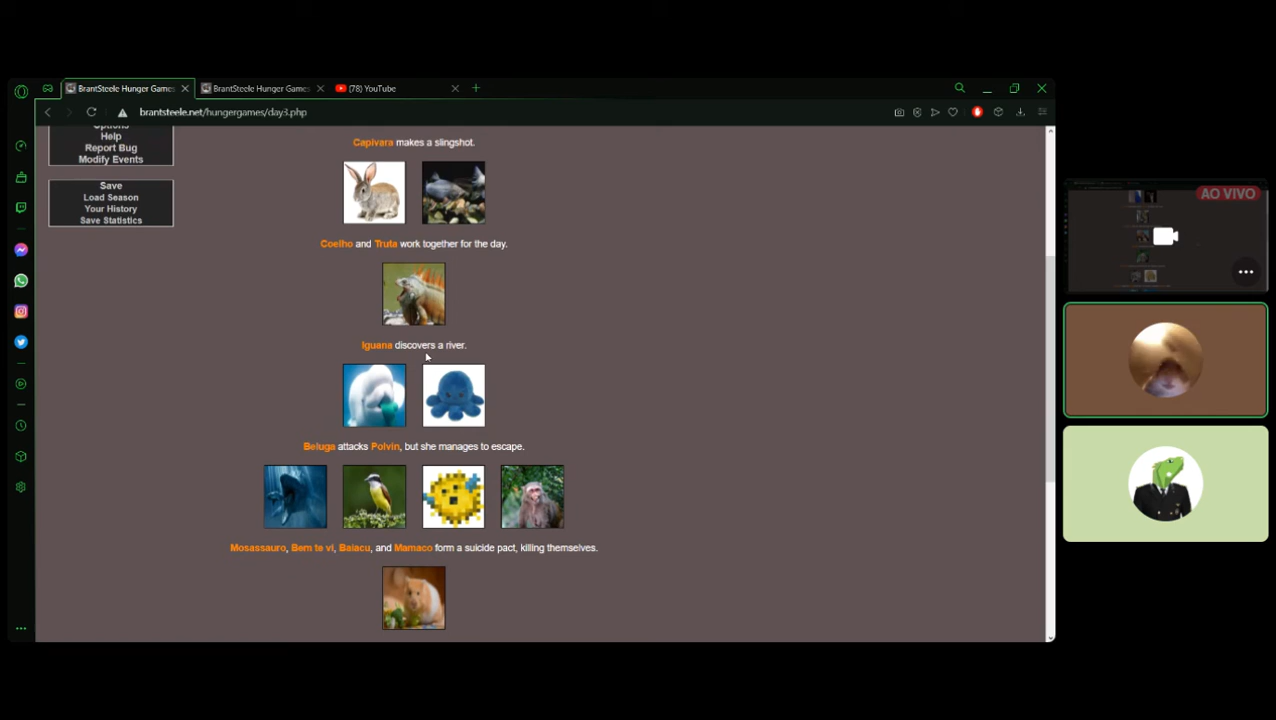 BrantSteele Hunger Games
BrantSteele Hunger Games
(78) YouTube
brantsteele.net/hungergames/day3.php
Options
Help
Report Bug
Modify Events
Save
Load Season
Your History
Save Statistics
Capivara makes a slingshot.
Coelho and Truta work together for the day.
Iguana discovers a river.
Beluga attacks Polvin, but she manages to escape.
Mosassauro, Bem te vi, Baiacu, and Mamaco form a suicide pact, killing themselves.
AO VIVO